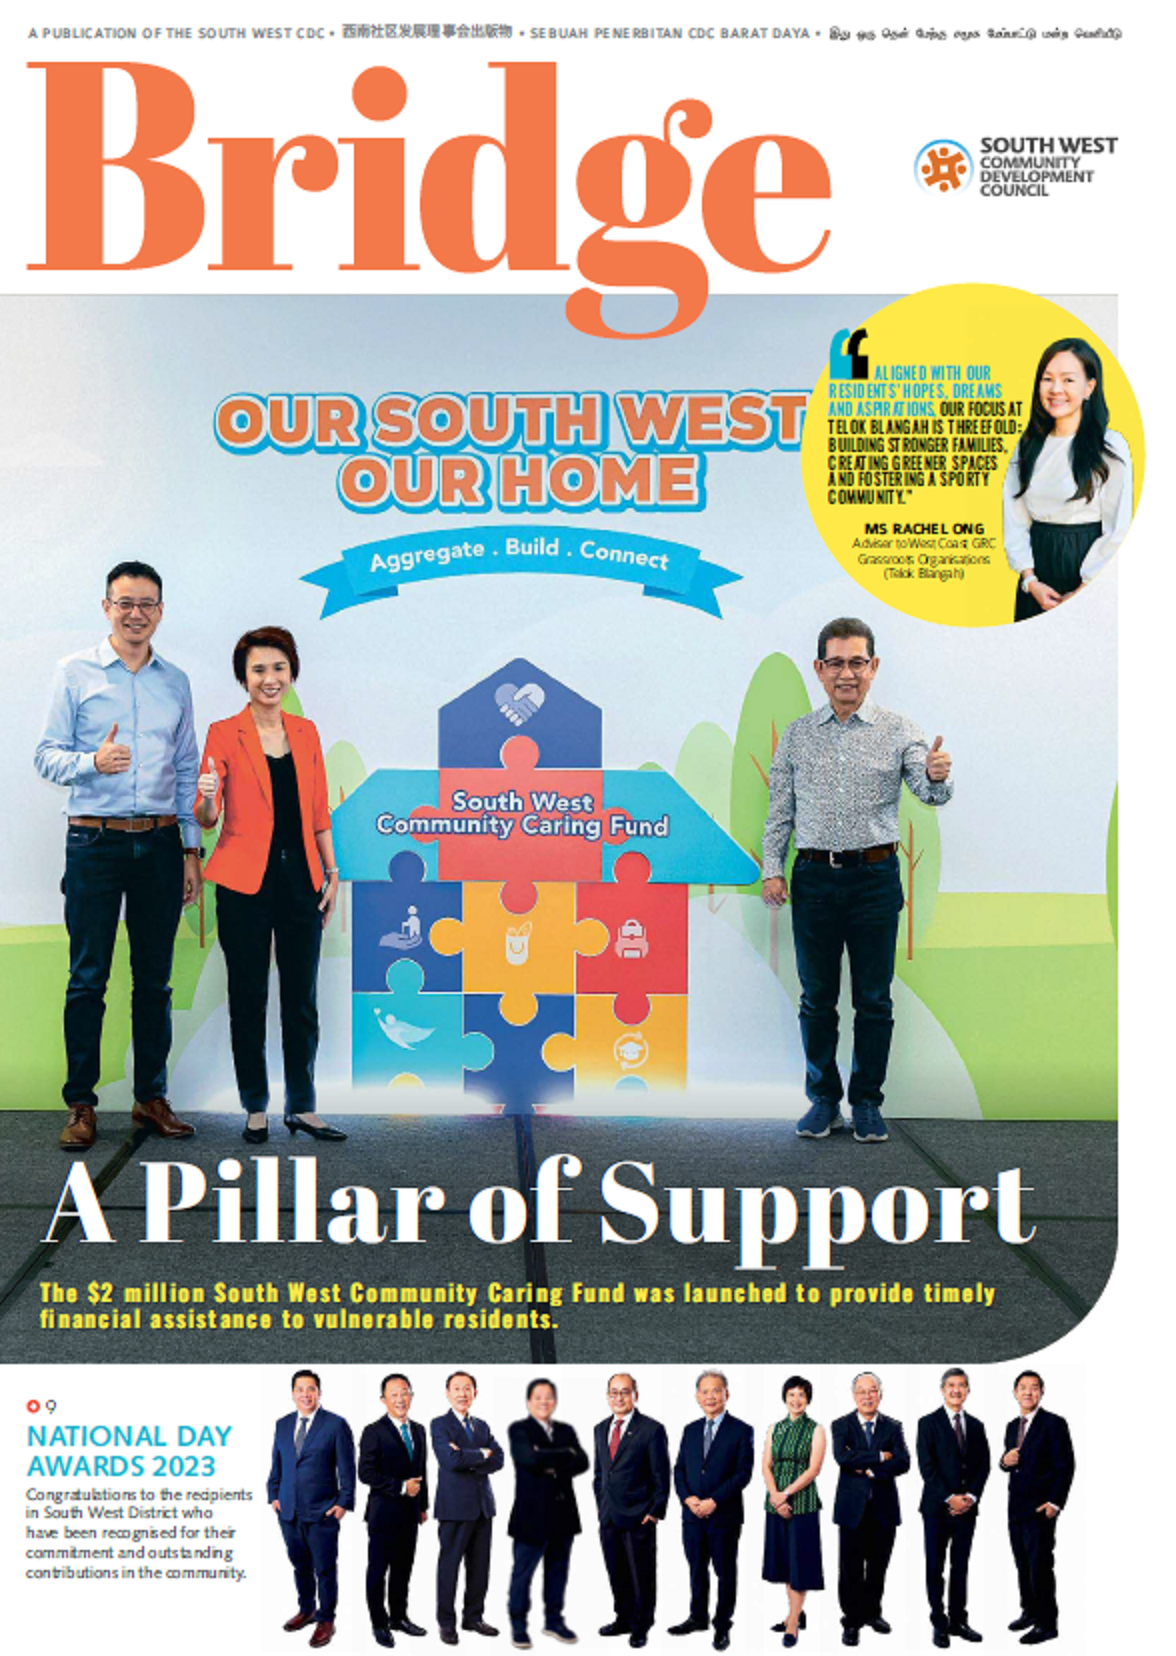 A PUBLICATION OF THE SOUTH WEST CDC • 西南社区发展理事会出版物 • SEBUAH PENERBITAN CDC BARAT DAYA • இது ஒரு தென் மேற்கு சமூக மேம்பாட்டு மன்ற வெளியீடு
Bridge
SOUTH WEST
COMMUNITY
DEVELOPMENT
COUNCIL
OUR SOUTH WEST
OUR HOME
Aggregate . Build . Connect
“ALIGNED WITH OUR
RESIDENTS' HOPES, DREAMS
AND ASPIRATIONS, OUR FOCUS AT
TELOK BLANGAH IS THREEFOLD:
BUILDING STRONGER FAMILIES,
CREATING GREENER SPACES
AND FOSTERING A SPORTY
COMMUNITY.”
MS RACHEL ONG
Adviser to West Coast GRC
Grassroots Organisations
(Telok Blangah)
South West
Community Caring Fund
A Pillar of Support
The $2 million South West Community Caring Fund was launched to provide timely
financial assistance to vulnerable residents.
9
NATIONAL DAY
AWARDS 2023
Congratulations to the recipients
in South West District who
have been recognised for their
commitment and outstanding
contributions in the community.